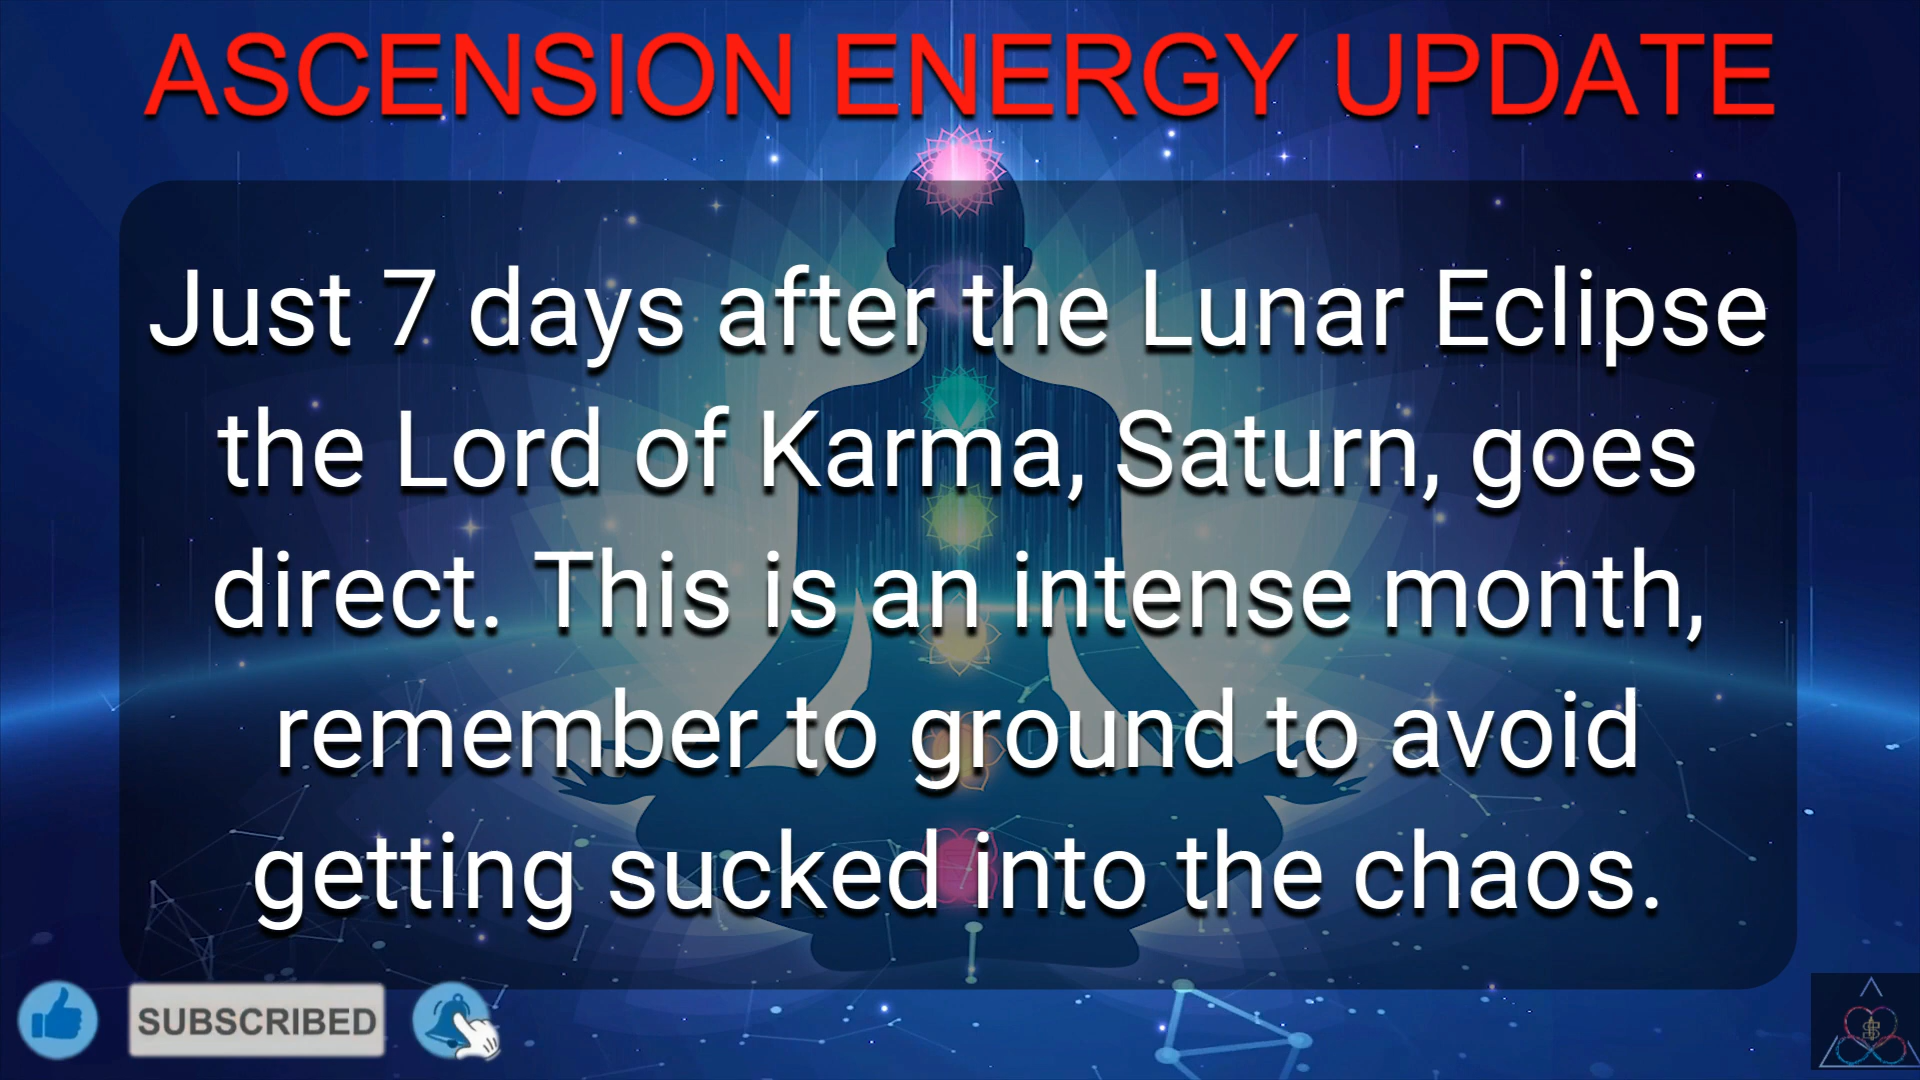 ASCENSION ENERGY UPDATE
Just 7 days after the Lunar Eclipse
the Lord of Karma, Saturn, goes
direct. This is an intense month,
remember to ground to avoid
getting sucked into the chaos.
SUBSCRIBED